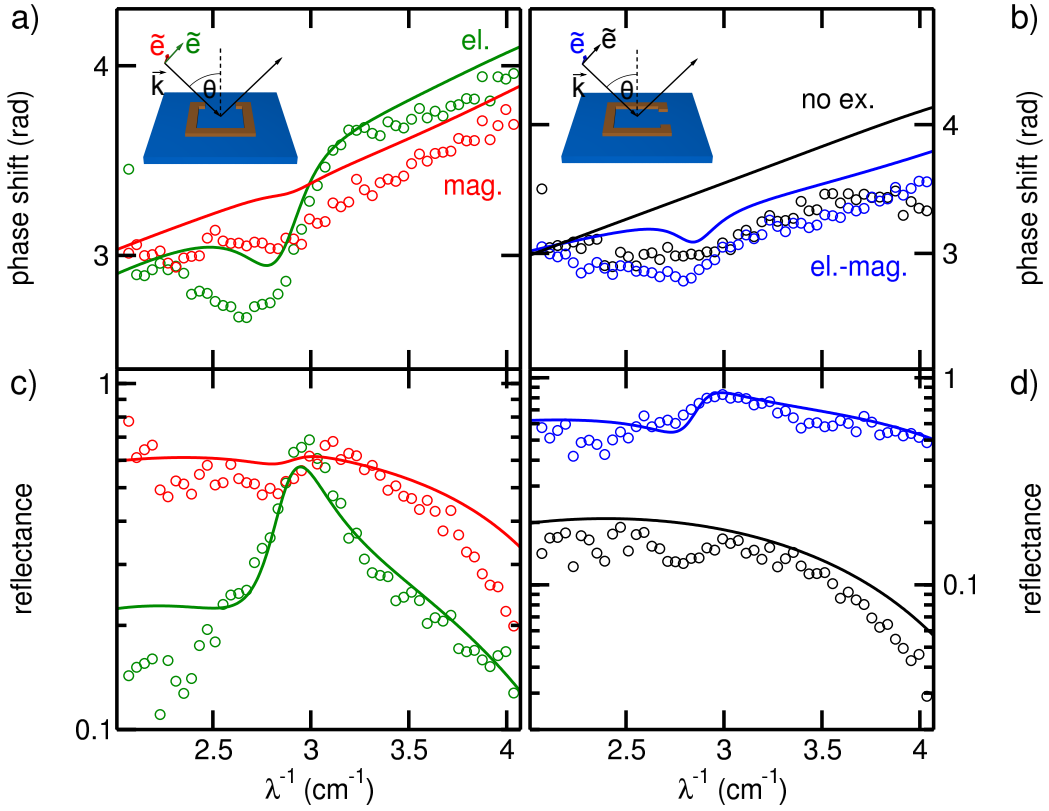 a)
b)
ẽ ẽ
k⃗ θ
el.
mag.
4
3
phase shift (rad)
ẽ ẽ
k⃗ θ
no ex.
el.-mag.
4
3
phase shift (rad)
c)
1
0.1
reflectance
2.5 3 3.5 4
λ⁻¹ (cm⁻¹)
d)
1
0.1
reflectance
2.5 3 3.5 4
λ⁻¹ (cm⁻¹)